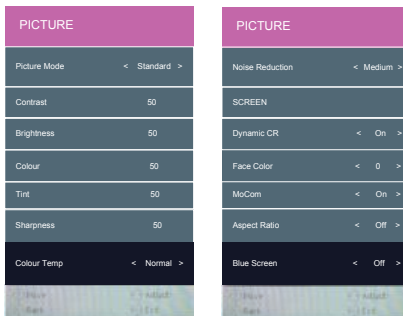 PICTURE
Picture Mode < Standard >
Contrast 50
Brightness 50
Colour 50
Tint 50
Sharpness 50
Colour Temp < Normal >
PICTURE
Noise Reduction < Medium >
SCREEN
Dynamic CR < On >
Face Color < 0 >
MoCom < On >
Aspect Ratio < Off >
Blue Screen < Off >